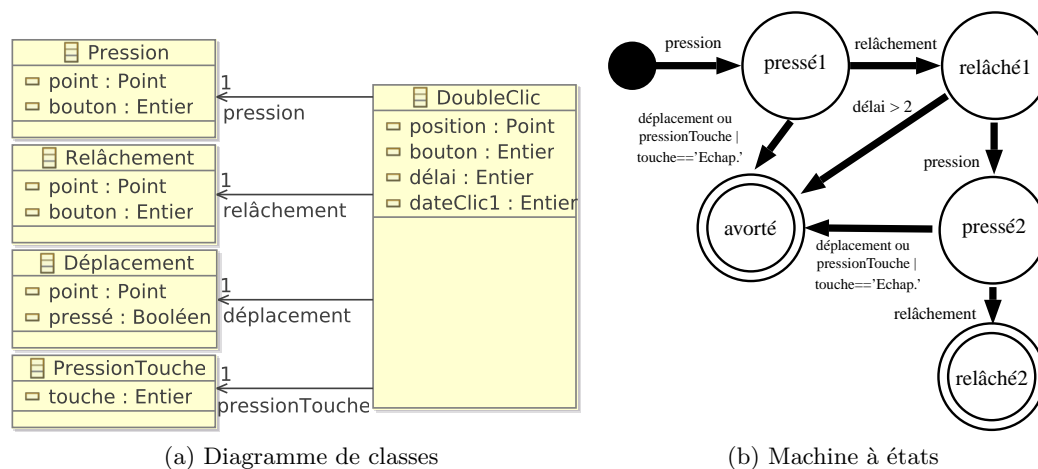 Pression
point : Point
bouton : Entier
1
pression
Relâchement
point : Point
bouton : Entier
1
relâchement
Déplacement
point : Point
pressé : Booléen
1
déplacement
PressionTouche
touche : Entier
1
pressionTouche
DoubleClic
position : Point
bouton : Entier
délai : Entier
dateClic1 : Entier
(a) Diagramme de classes
pression
pressé1
relâchement
relâché1
déplacement ou
pressionTouche |
touche=='Echap.'
délai > 2
pression
avorté
pressé2
déplacement ou
pressionTouche |
touche=='Echap.'
relâchement
relâché2
(b) Machine à états